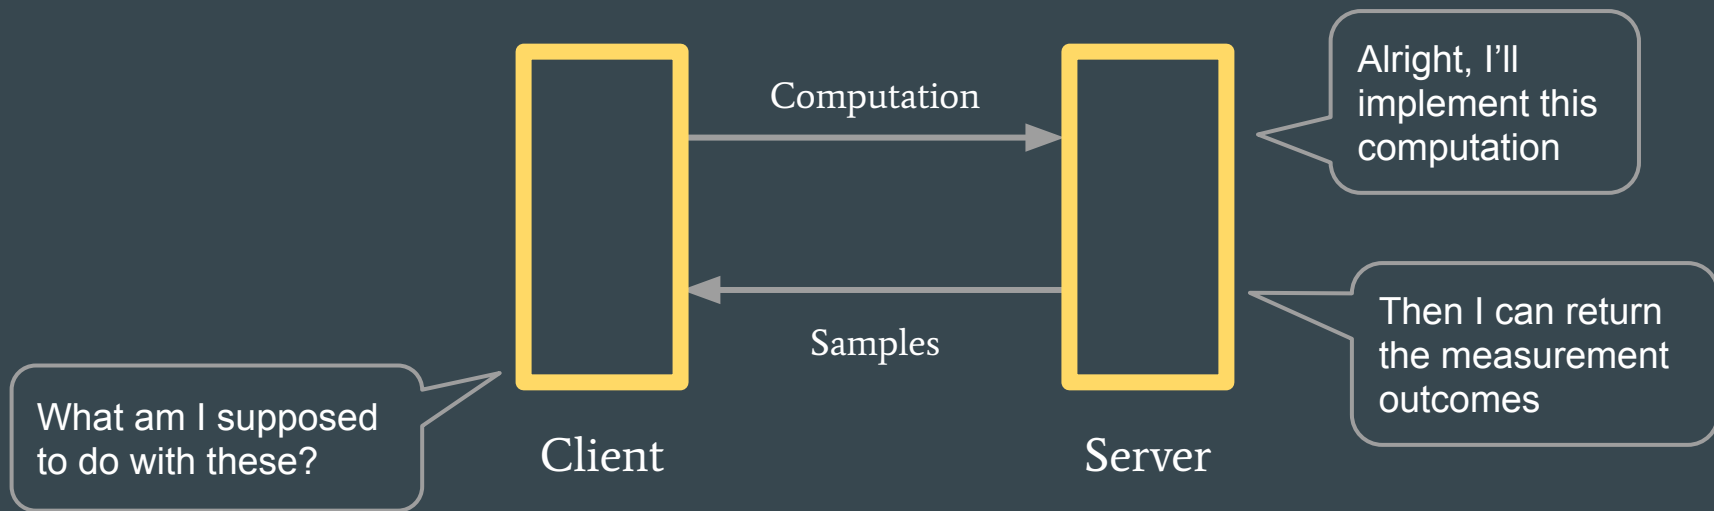 Alright, I’ll
implement this
computation
Computation
Then I can return
the measurement
outcomes
Samples
What am I supposed
to do with these?
Client
Server